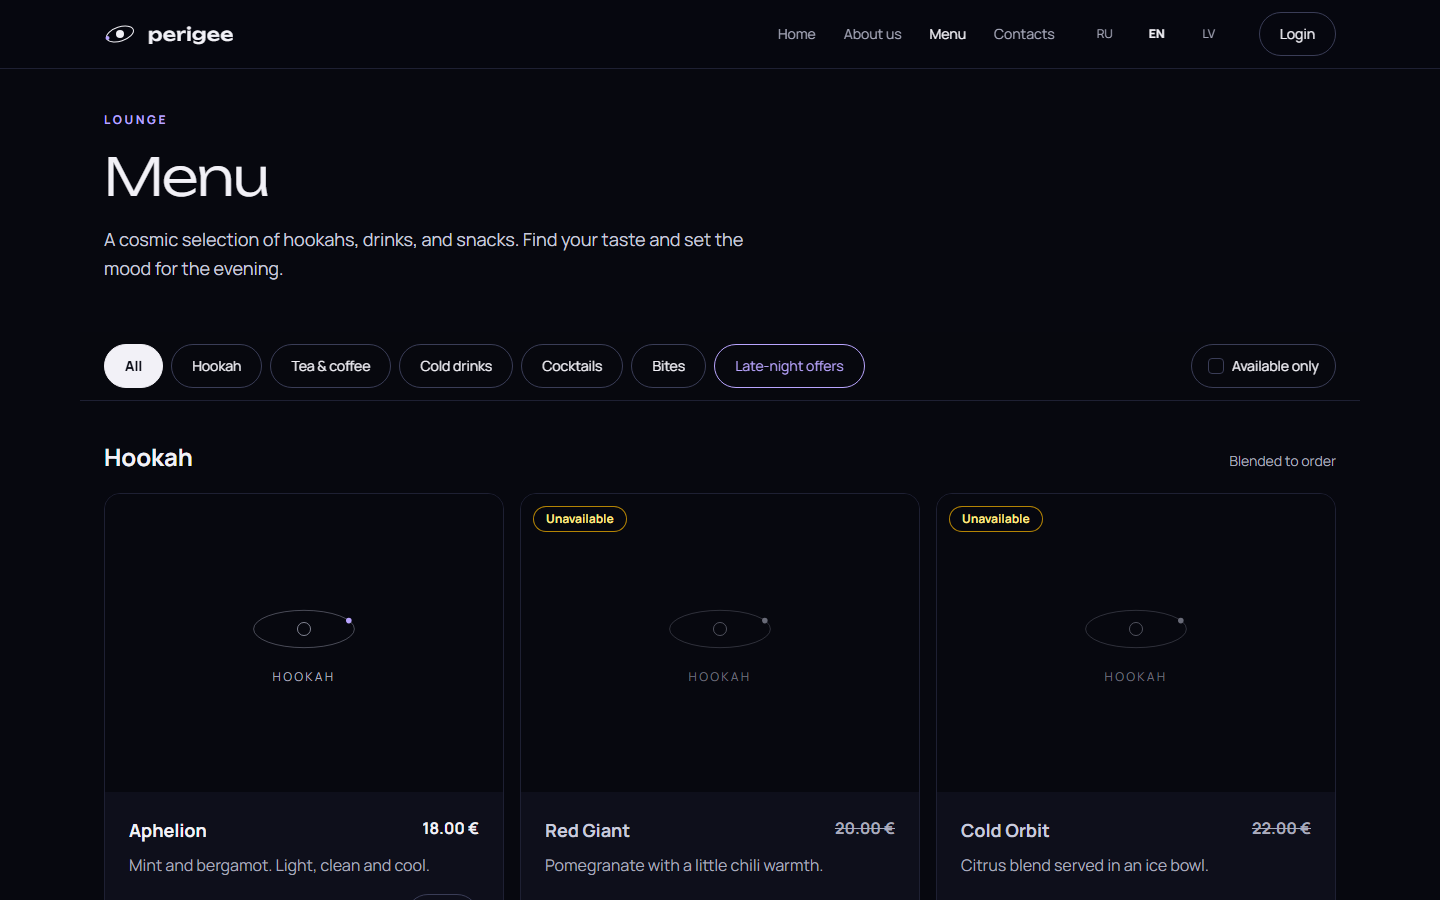 perigee
Home About us Menu Contacts RU EN LV Login
LOUNGE
Menu
A cosmic selection of hookahs, drinks, and snacks. Find your taste and set the
mood for the evening.
All Hookah Tea & coffee Cold drinks Cocktails Bites Late-night offers Available only
Hookah
Blended to order
HOOKAH
Aphelion 18.00 €
Mint and bergamot. Light, clean and cool.
Unavailable
HOOKAH
Red Giant 20.00 €
Pomegranate with a little chili warmth.
Unavailable
HOOKAH
Cold Orbit 22.00 €
Citrus blend served in an ice bowl.